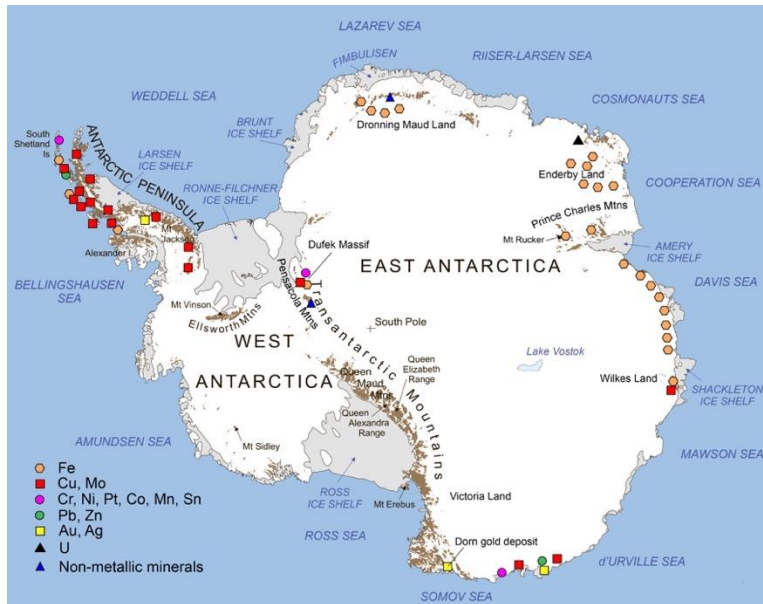 LAZAREV SEA
RIISER-LARSEN SEA
FIMBULISEN
WEDDELL SEA
COSMONAUTS SEA
BRUNT
ICE SHELF
Dronning Maud Land
U
South
Shetland
Is
ANTARCTIC PENINSULA
LARSEN
ICE SHELF
Enderby Land
COOPERATION SEA
RONNE-FILCHNER
ICE SHELF
Prince Charles Mtns
Mt Rucker
AMERY
ICE SHELF
Mt
Jackson
Alexander I
Dufek Massif
EAST ANTARCTICA
DAVIS SEA
BELLINGSHAUSEN
SEA
Pensacola Mtns
Transantarctic Mountains
Mt Vinson
Ellsworth Mtns
South Pole
WEST
ANTARCTICA
Queen
Elizabeth
Range
Lake Vostok
Queen
Maud
Mtns
Wilkes Land
SHACKLETON
ICE SHELF
Queen
Alexandra
Range
AMUNDSEN SEA
Mt Sidley
MAWSON SEA
ROSS
ICE SHELF
Mt Erebus
Victoria Land
ROSS SEA
Dorn gold deposit
d'URVILLE SEA
SOMOV SEA
Fe
Cu, Mo
Cr, Ni, Pt, Co, Mn, Sn
Pb, Zn
Au, Ag
U
Non-metallic minerals